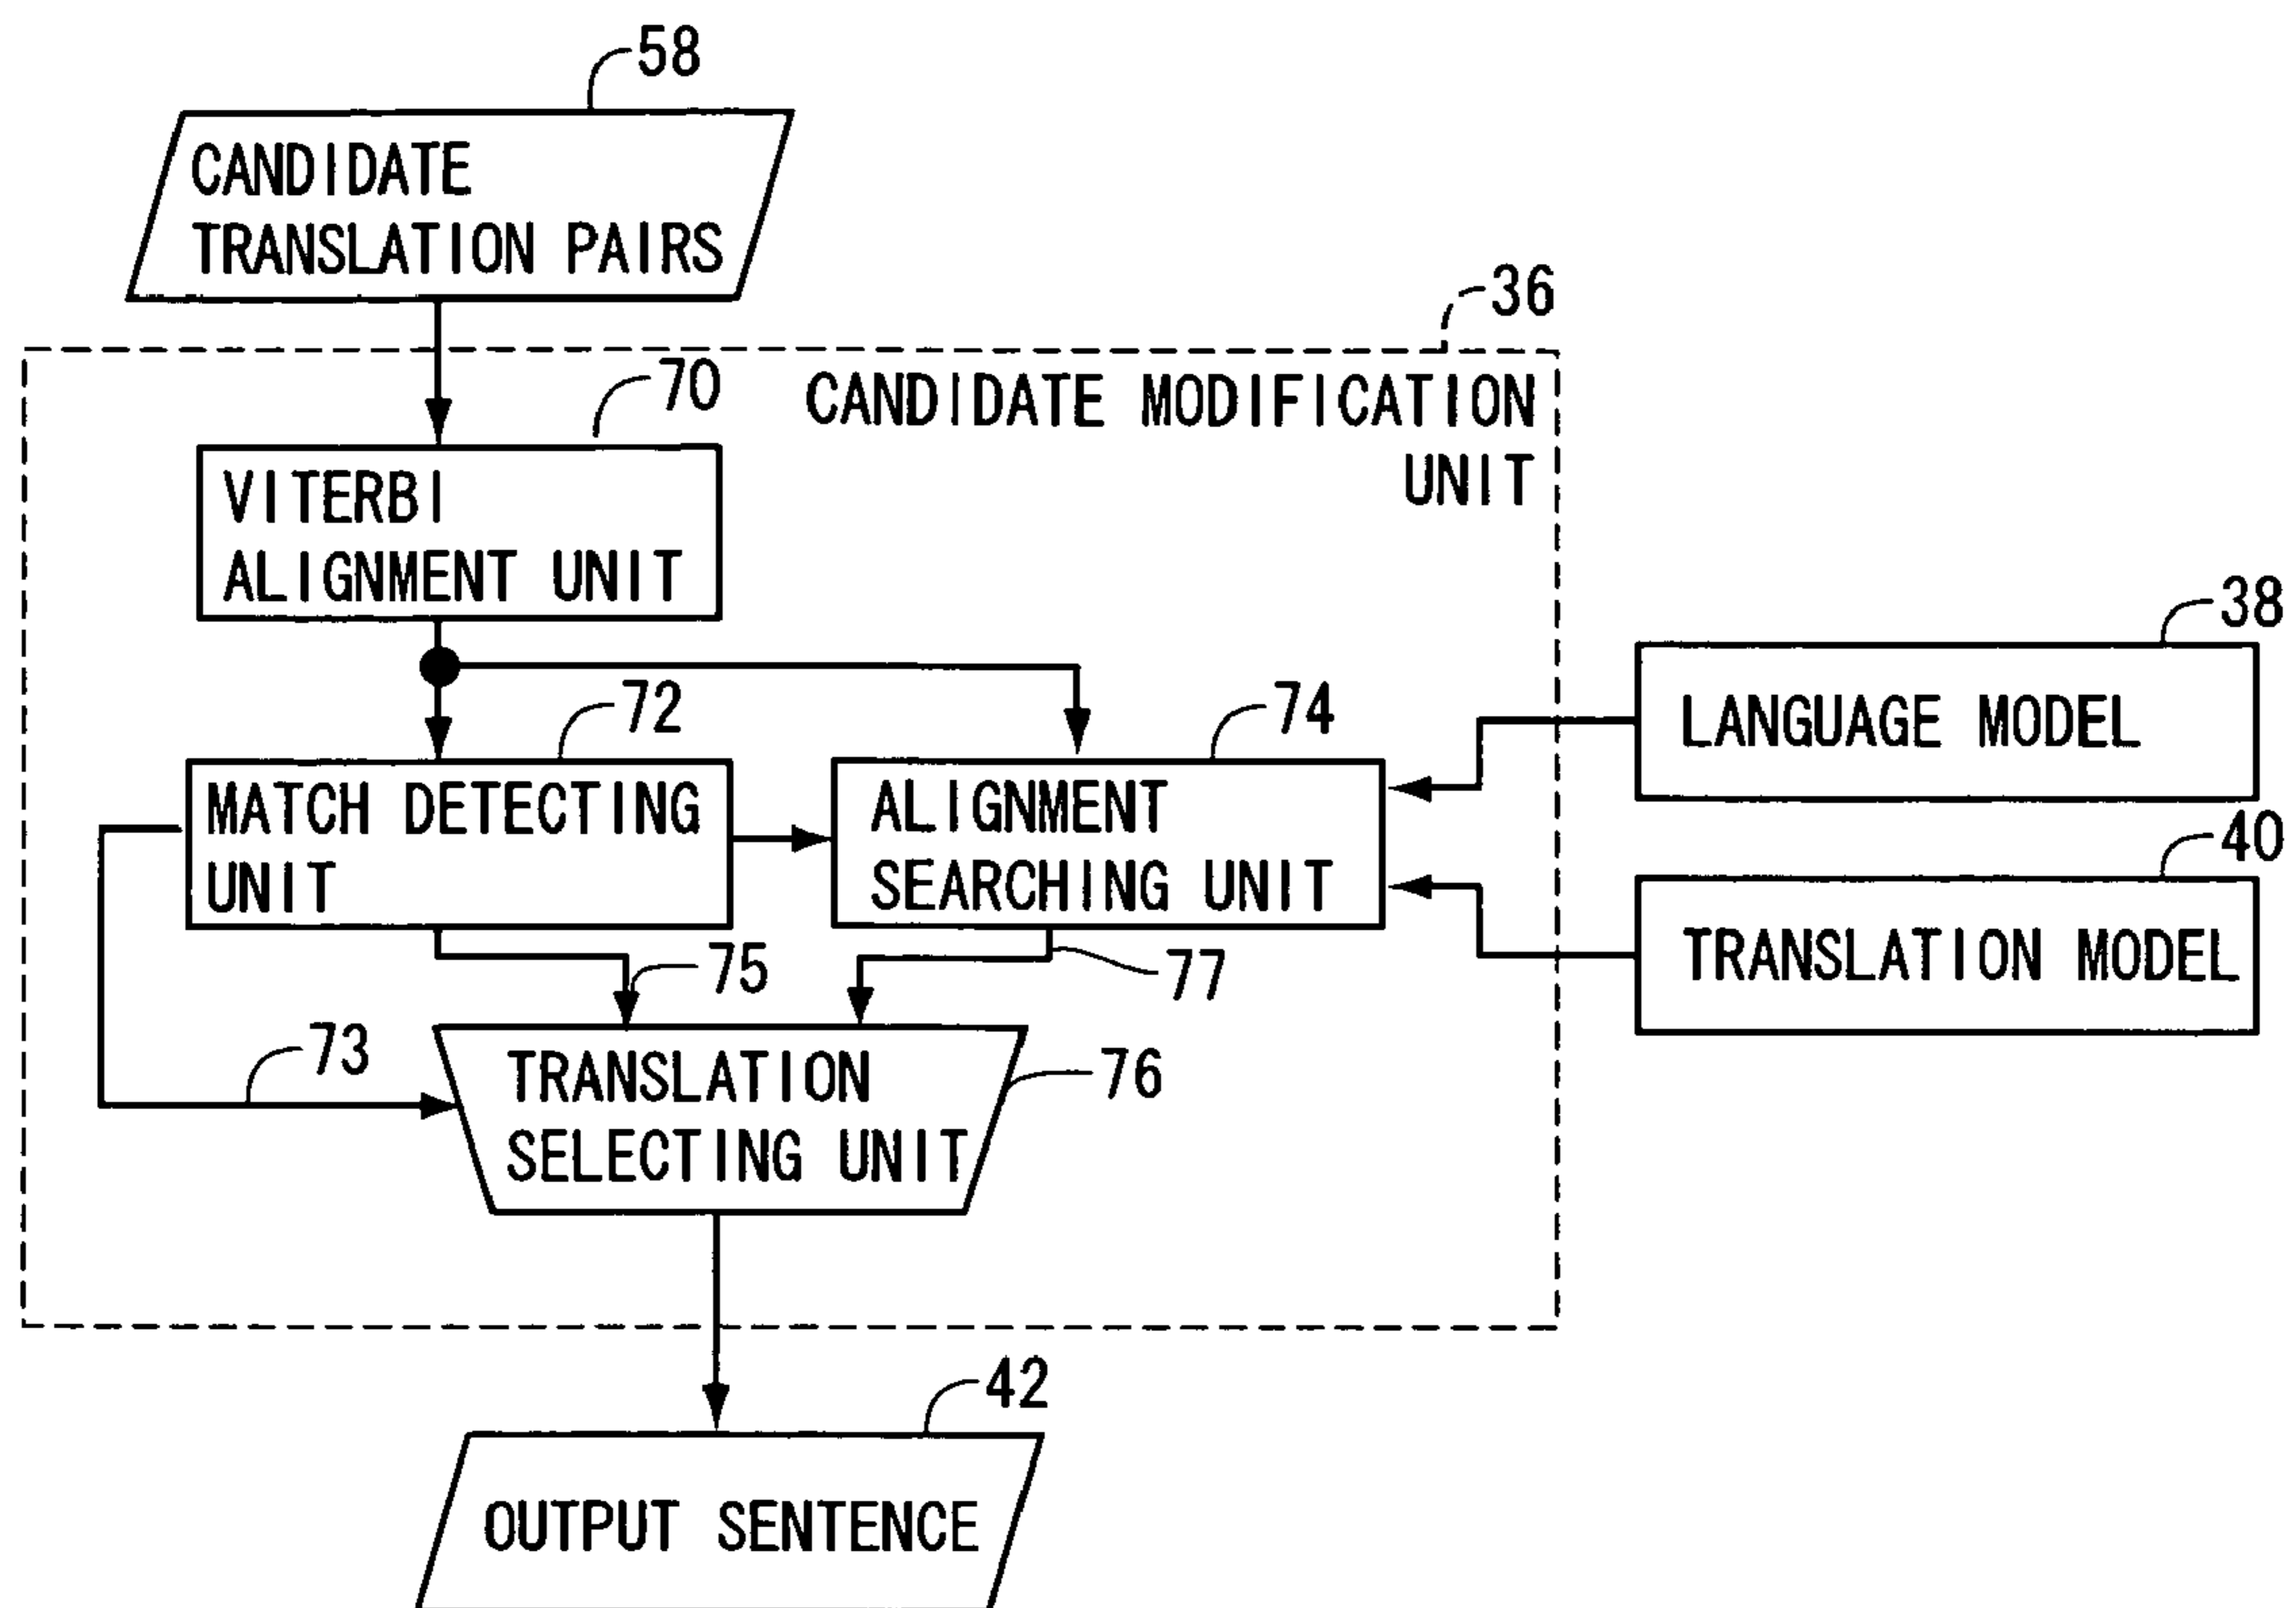 58
CANDIDATE
TRANSLATION PAIRS
36
CANDIDATE MODIFICATION
UNIT
70
VITERBI
ALIGNMENT UNIT
38
LANGUAGE MODEL
72
MATCH DETECTING
UNIT
74
ALIGNMENT
SEARCHING UNIT
40
TRANSLATION MODEL
75
77
73
TRANSLATION
SELECTING UNIT
76
42
OUTPUT SENTENCE